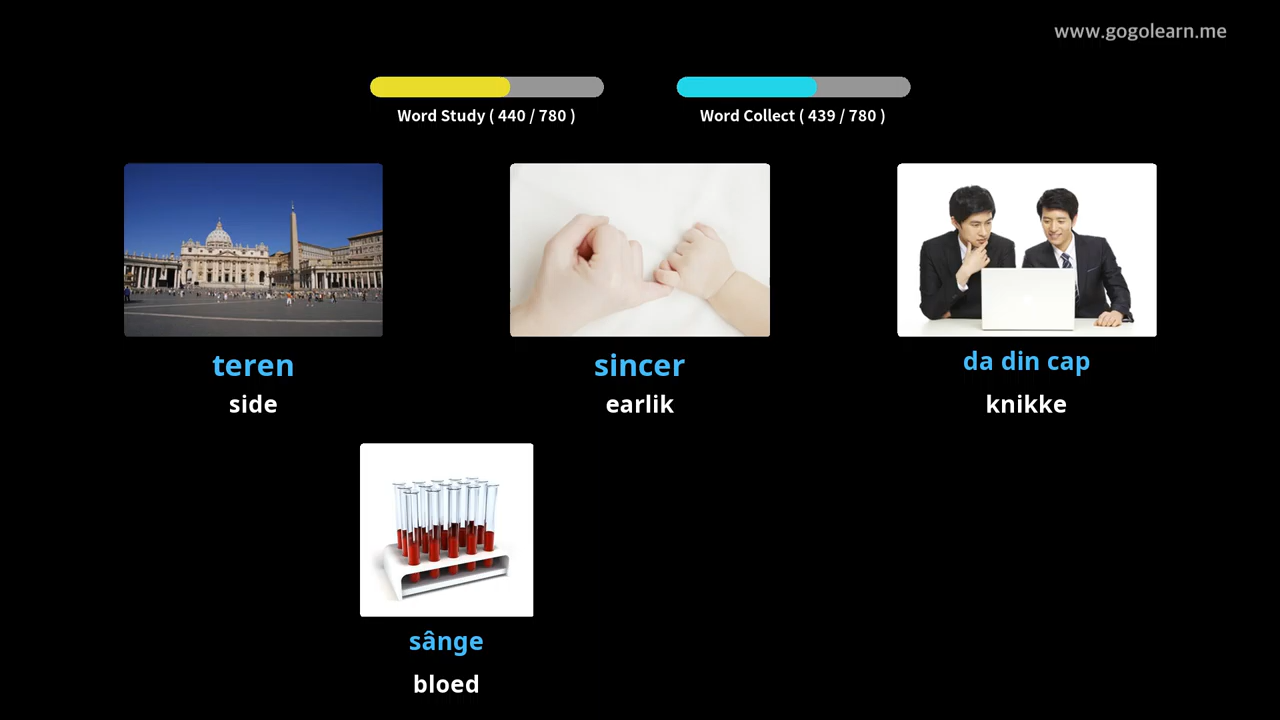 www.gogolearn.me
Word Study ( 440 / 780 )
Word Collect ( 439 / 780 )
teren
side
sincer
earlik
da din cap
knikke
sânge
bloed